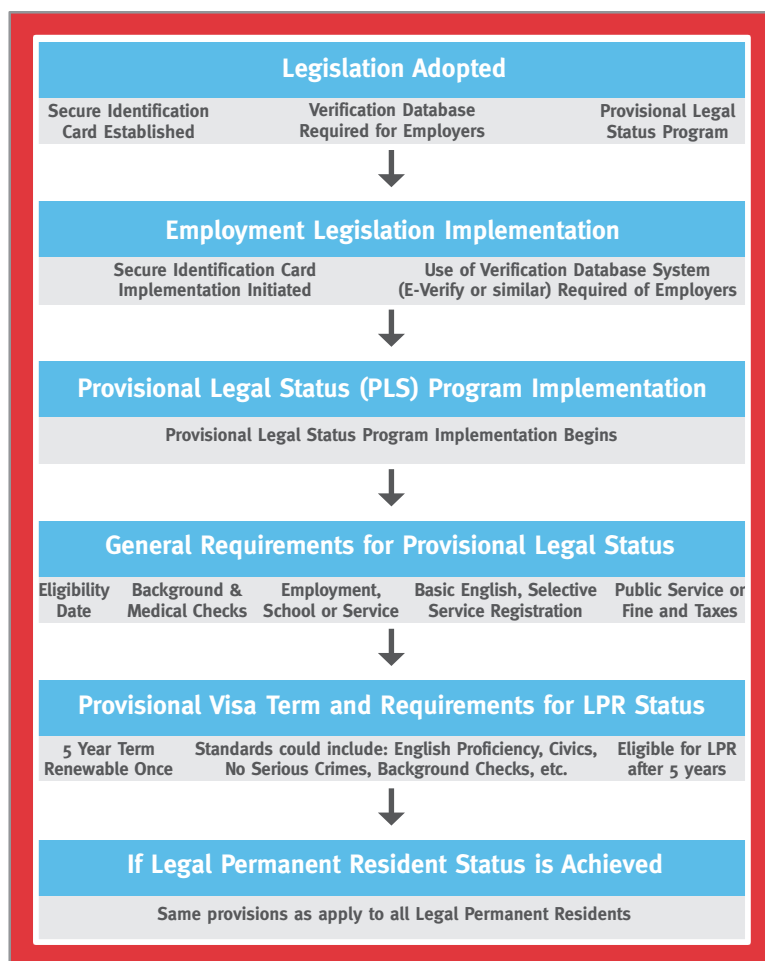 Legislation Adopted
Secure Identification
Card Established
Verification Database
Required for Employers
Provisional Legal
Status Program
Employment Legislation Implementation
Secure Identification Card
Implementation Initiated
Use of Verification Database System
(E-Verify or similar) Required of Employers
Provisional Legal Status (PLS) Program Implementation
Provisional Legal Status Program Implementation Begins
General Requirements for Provisional Legal Status
Eligibility
Date
Background &
Medical Checks
Employment,
School or Service
Basic English, Selective
Service Registration
Public Service or
Fine and Taxes
Provisional Visa Term and Requirements for LPR Status
5 Year Term
Renewable Once
Standards could include: English Proficiency, Civics,
No Serious Crimes, Background Checks, etc.
Eligible for LPR
after 5 years
If Legal Permanent Resident Status is Achieved
Same provisions as apply to all Legal Permanent Residents